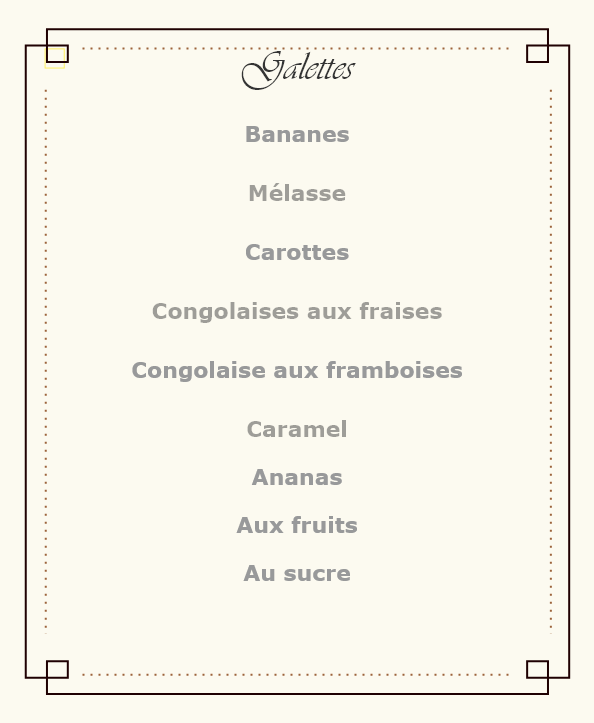 Galettes
Bananes
Mélasse
Carottes
Congolaises aux fraises
Congolaise aux framboises
Caramel
Ananas
Aux fruits
Au sucre